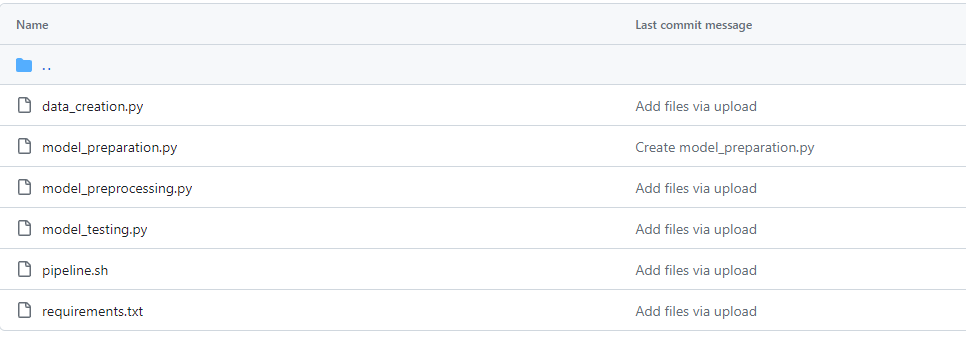 Name Last commit message
..
data_creation.py Add files via upload
model_preparation.py Create model_preparation.py
model_preprocessing.py Add files via upload
model_testing.py Add files via upload
pipeline.sh Add files via upload
requirements.txt Add files via upload